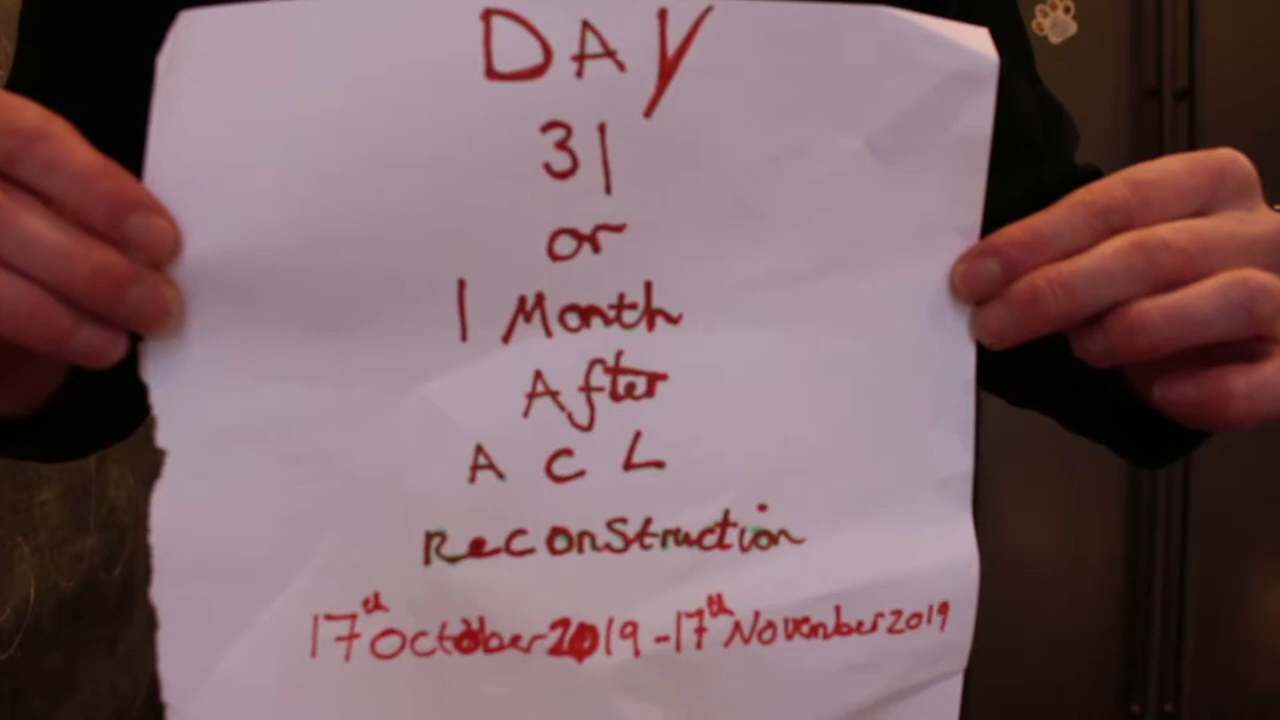 DAY
31
or
1 Month
After
A C L
Reconstruction
17th October 2019 - 17th November 2019